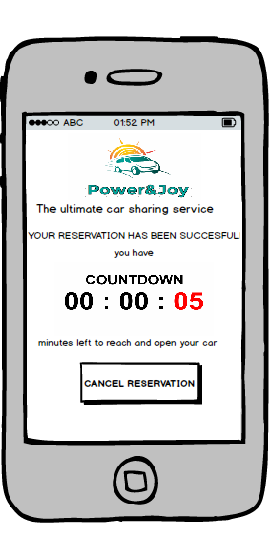 ABC 01:52 PM
Power&Joy
The ultimate car sharing service
YOUR RESERVATION HAS BEEN SUCCESFUL
you have
COUNTDOWN
00 : 00 : 05
minutes left to reach and open your car
CANCEL RESERVATION